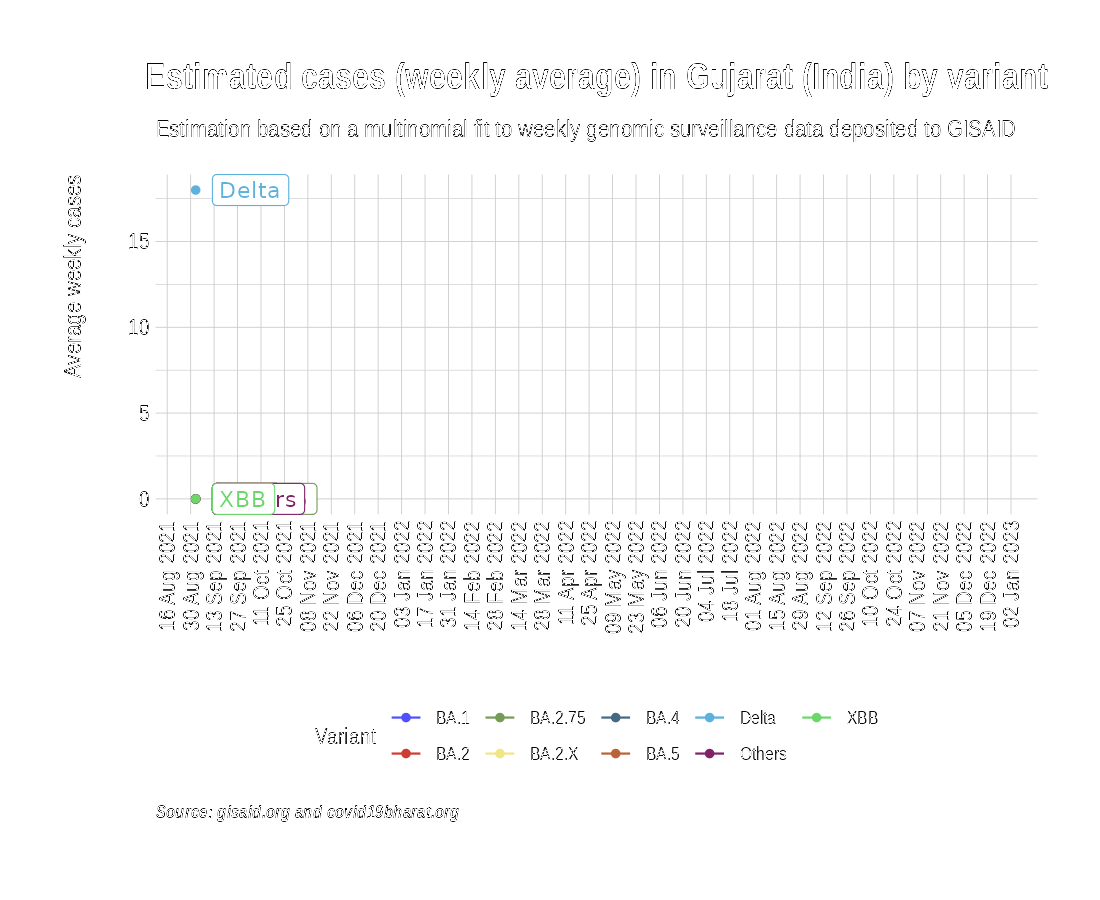 Estimated cases (weekly average) in Gujarat (India) by variant
Estimation based on a multinomial fit to weekly genomic surveillance data deposited to GISAID
Average weekly cases
15
10
5
0
Delta
XBB
rs
16 Aug 2021
30 Aug 2021
13 Sep 2021
27 Sep 2021
11 Oct 2021
25 Oct 2021
08 Nov 2021
22 Nov 2021
06 Dec 2021
20 Dec 2021
03 Jan 2022
17 Jan 2022
31 Jan 2022
14 Feb 2022
28 Feb 2022
14 Mar 2022
28 Mar 2022
11 Apr 2022
25 Apr 2022
09 May 2022
23 May 2022
06 Jun 2022
20 Jun 2022
04 Jul 2022
18 Jul 2022
01 Aug 2022
15 Aug 2022
29 Aug 2022
12 Sep 2022
26 Sep 2022
10 Oct 2022
24 Oct 2022
07 Nov 2022
21 Nov 2022
05 Dec 2022
19 Dec 2022
02 Jan 2023
Variant
BA.1
BA.2.75
BA.4
Delta
XBB
BA.2
BA.2.X
BA.5
Others
Source: gisaid.org and covid19bharat.org